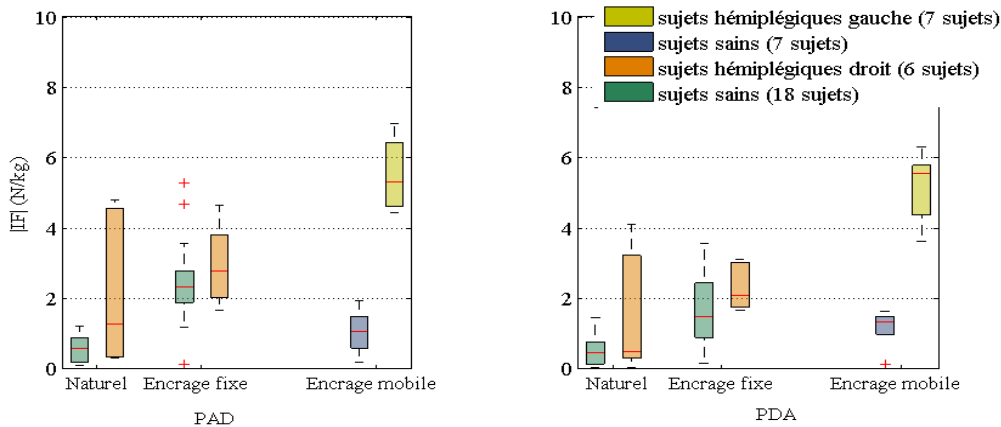 10
8
6
4
2
0
|IF| (N/kg)
Naturel
Encrage fixe
Encrage mobile
PAD
10
8
6
4
2
0
sujets hémiplégiques gauche (7 sujets)
sujets sains (7 sujets)
sujets hémiplégiques droit (6 sujets)
sujets sains (18 sujets)
Naturel
Encrage fixe
Encrage mobile
PDA